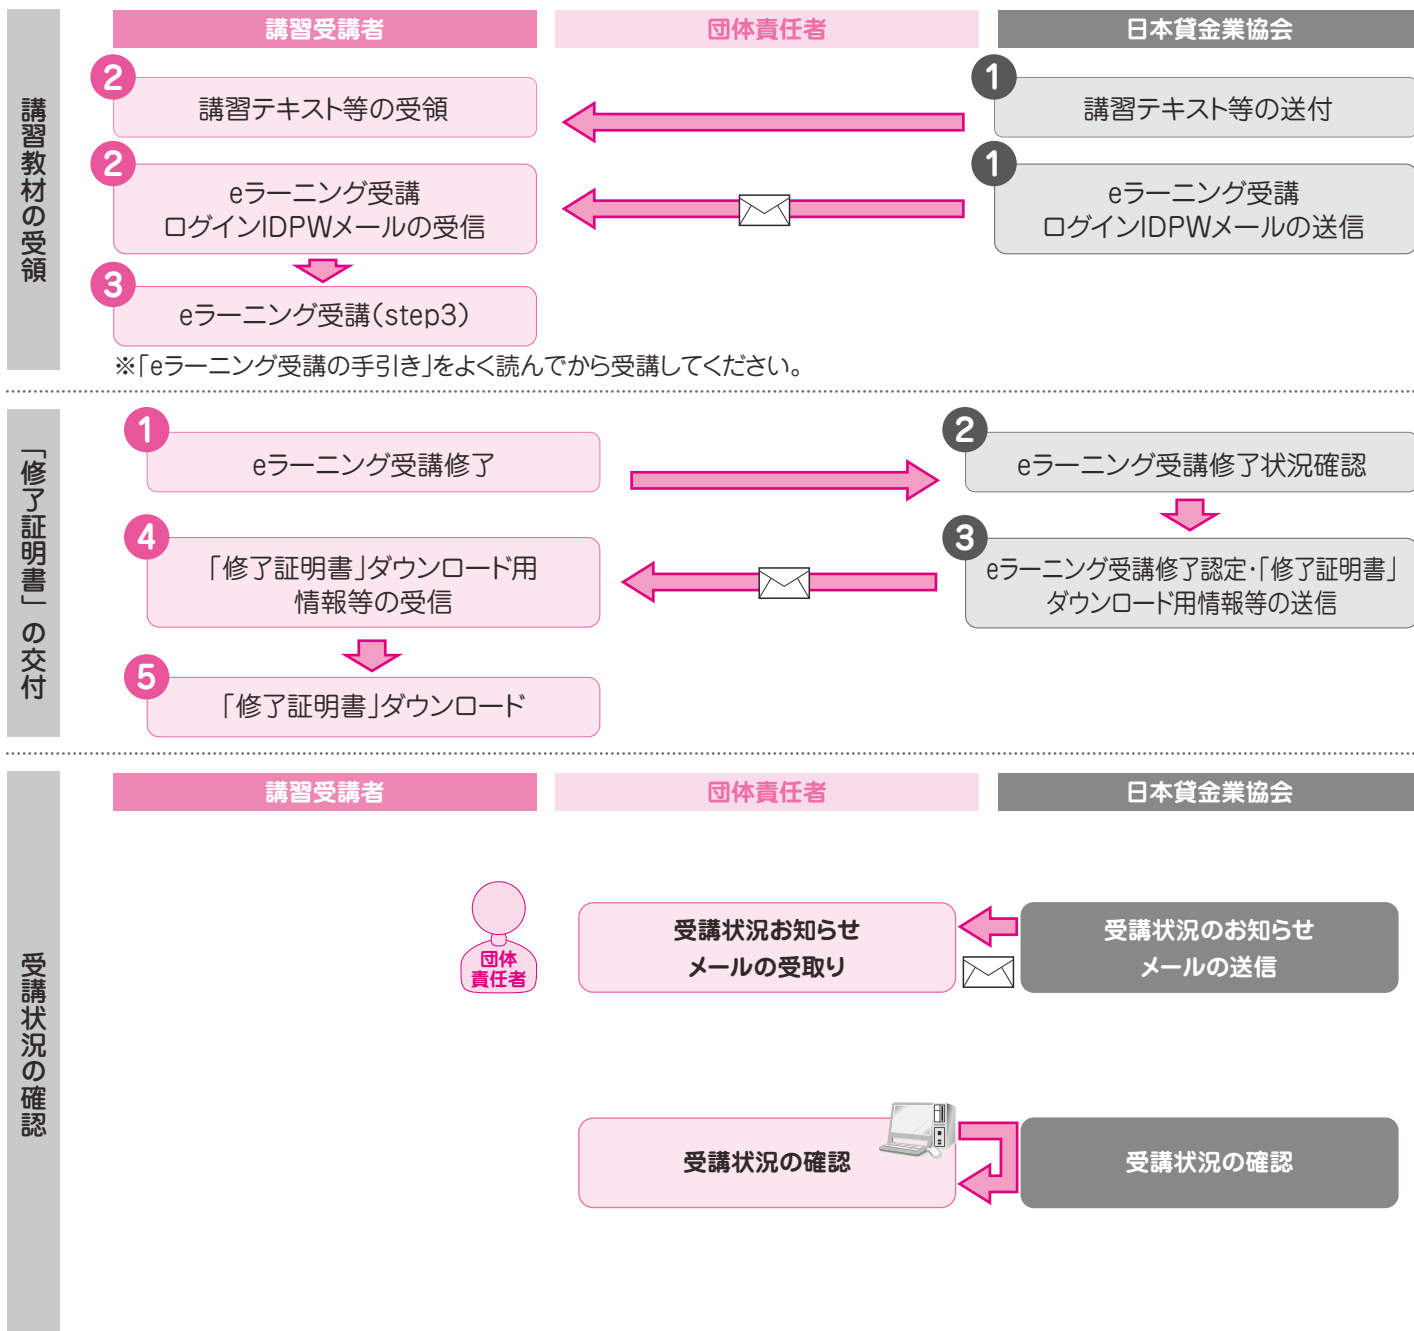 講習受講者
団体責任者
日本貸金業協会
講習教材の受領
2
講習テキスト等の受領
1
講習テキスト等の送付
2
eラーニング受講
ログインIDPWメールの受信
1
eラーニング受講
ログインIDPWメールの送信
3
eラーニング受講(step3)
※「eラーニング受講の手引き」をよく読んでから受講してください。
「修了証明書」の交付
1
eラーニング受講修了
2
eラーニング受講修了状況確認
4
「修了証明書」ダウンロード用
情報等の受信
3
eラーニング受講修了認定・「修了証明書」
ダウンロード用情報等の送信
5
「修了証明書」ダウンロード
講習受講者
団体責任者
日本貸金業協会
受講状況の確認
団体
責任者
受講状況お知らせ
メールの受取り
受講状況のお知らせ
メールの送信
受講状況の確認
受講状況の確認